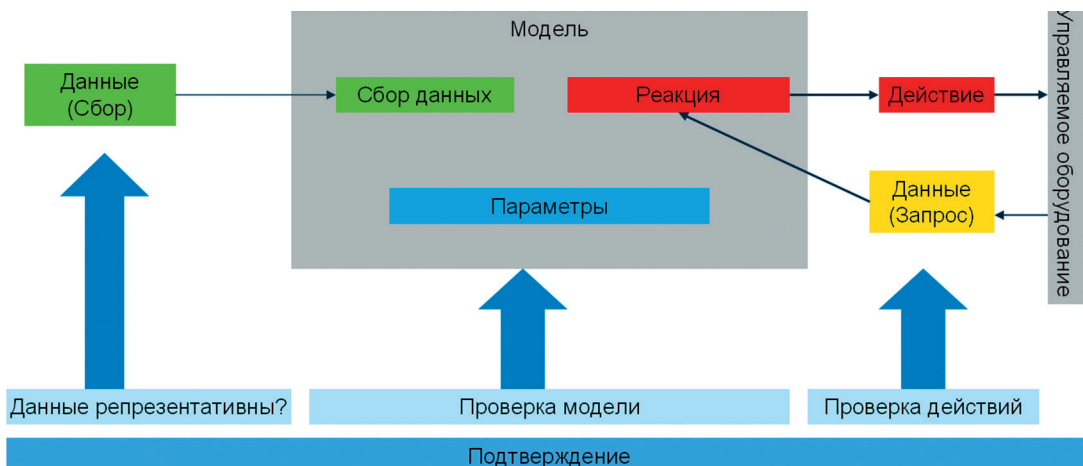 Модель
Данные
(Сбор)
Сбор данных
Реакция
Действие
Управляемое оборудование
Данные
(Запрос)
Параметры
Данные репрезентативны?
Проверка модели
Проверка действий
Подтверждение